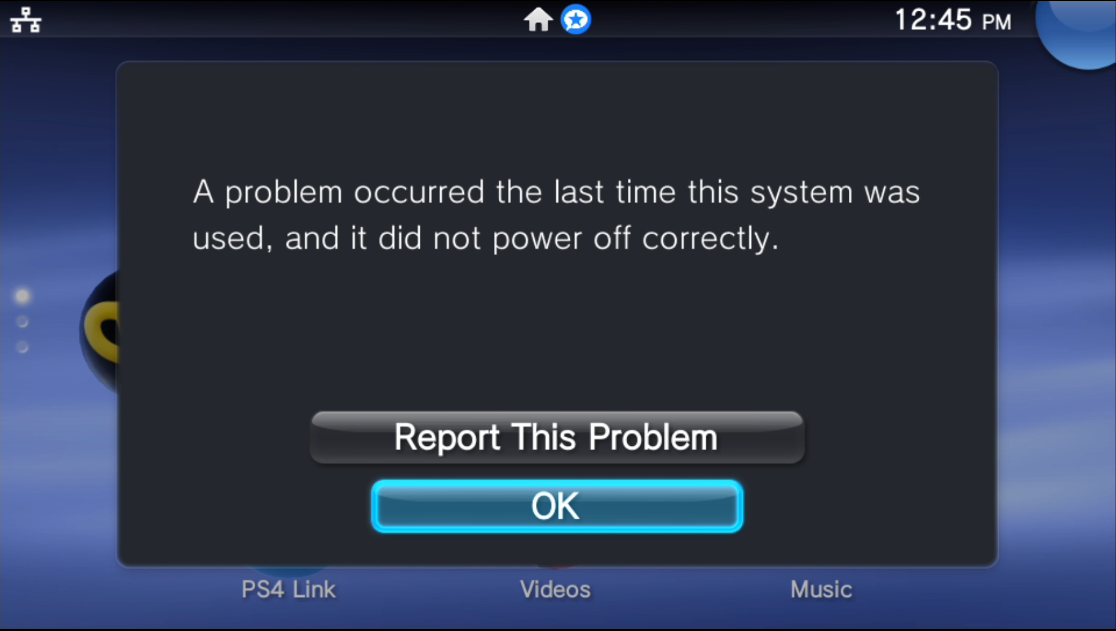 12:45 PM
A problem occurred the last time this system was
used, and it did not power off correctly.
Report This Problem
OK
PS4 Link
Videos
Music